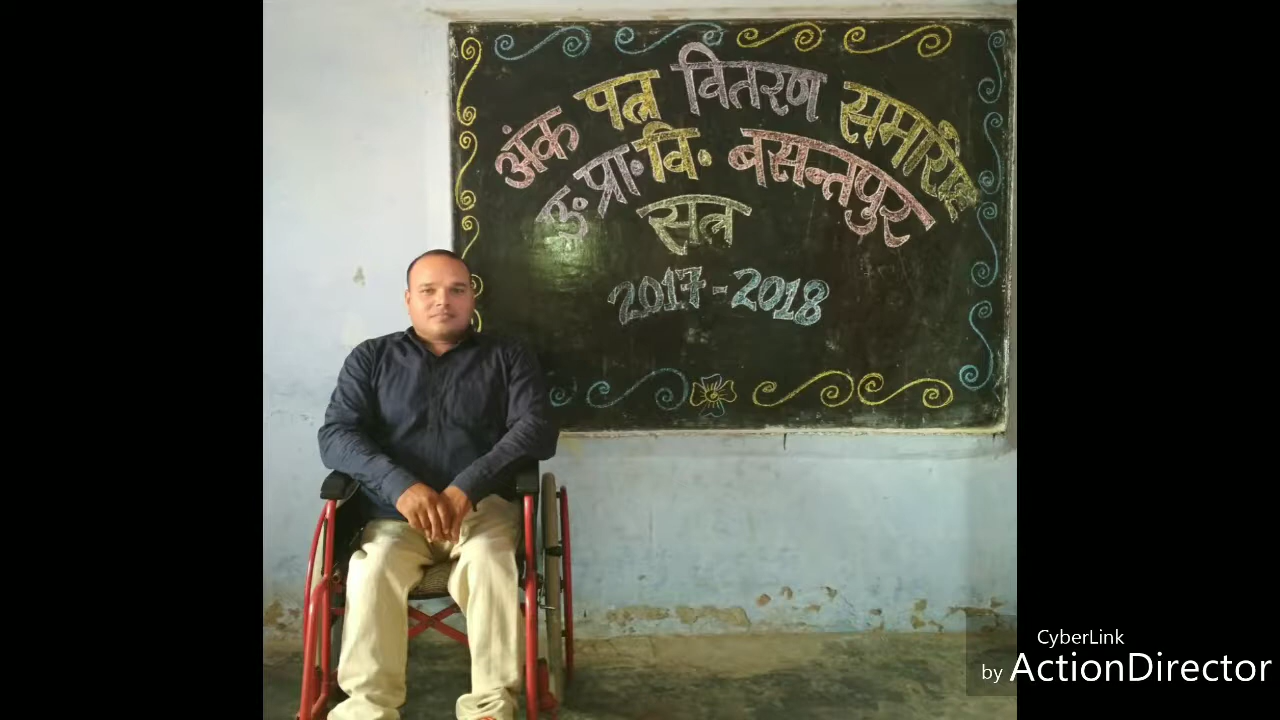 अंक पत्र वितरण समारोह
उ॰ प्रा॰ वि॰ बसन्तपुर
सत्र
2017-2018
CyberLink
by ActionDirector